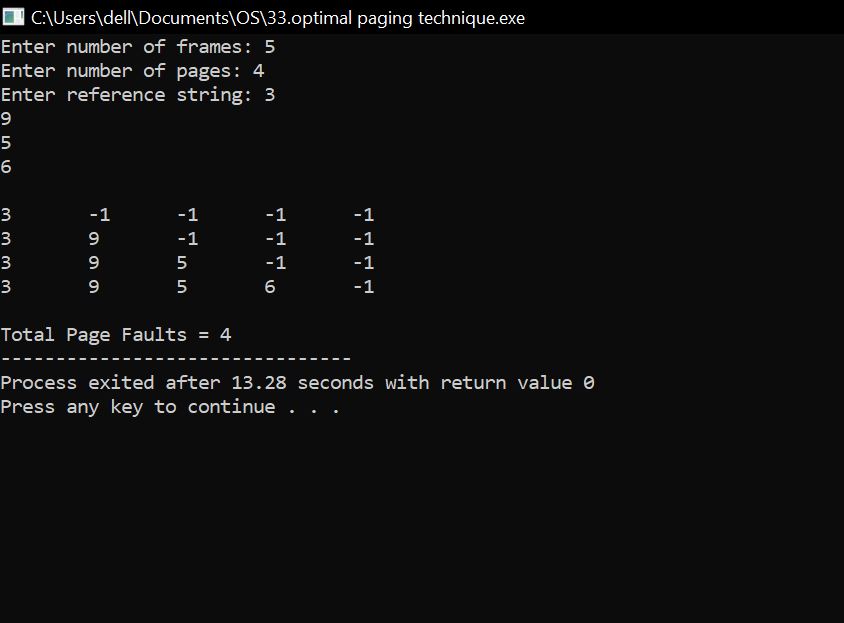 C:\Users\dell\Documents\OS\33.optimal paging technique.exe
Enter number of frames: 5
Enter number of pages: 4
Enter reference string: 3
9
5
6
3 -1 -1 -1 -1
3 9 -1 -1 -1
3 9 5 -1 -1
3 9 5 6 -1
Total Page Faults = 4
--------------------------------
Process exited after 13.28 seconds with return value 0
Press any key to continue . . .